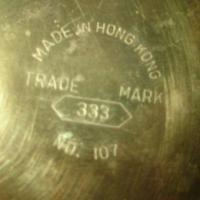 MADE IN HONG KONG
TRADE MARK
333
NO. 107